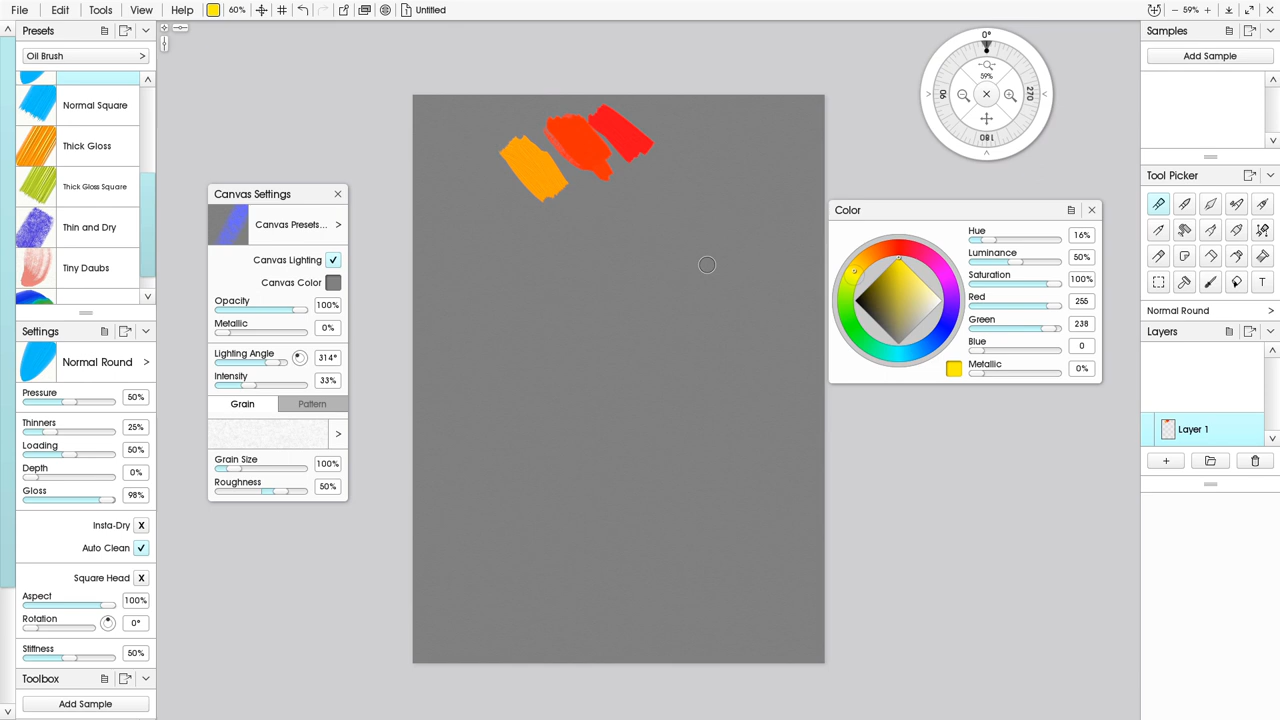 File Edit Tools View Help 60% Untitled 59%
Presets
Oil Brush >
Normal Square
Thick Gloss
Thick Gloss Square
Thin and Dry
Tiny Daubs
Settings
Normal Round >
Pressure 50%
Thinners 25%
Loading 50%
Depth 0%
Gloss 98%
Insta-Dry X
Auto Clean
Square Head X
Aspect 100%
Rotation 0°
Stiffness 50%
Toolbox
Add Sample
Canvas Settings
Canvas Presets... >
Canvas Lighting
Canvas Color
Opacity 100%
Metallic 0%
Lighting Angle 314°
Intensity 33%
Grain Pattern
Grain Size 100%
Roughness 50%
0°
59%
90
270
180
Color
Hue 16%
Luminance 50%
Saturation 100%
Red 255
Green 238
Blue 0
Metallic 0%
Samples
Add Sample
Tool Picker
T
Normal Round >
Layers
Layer 1